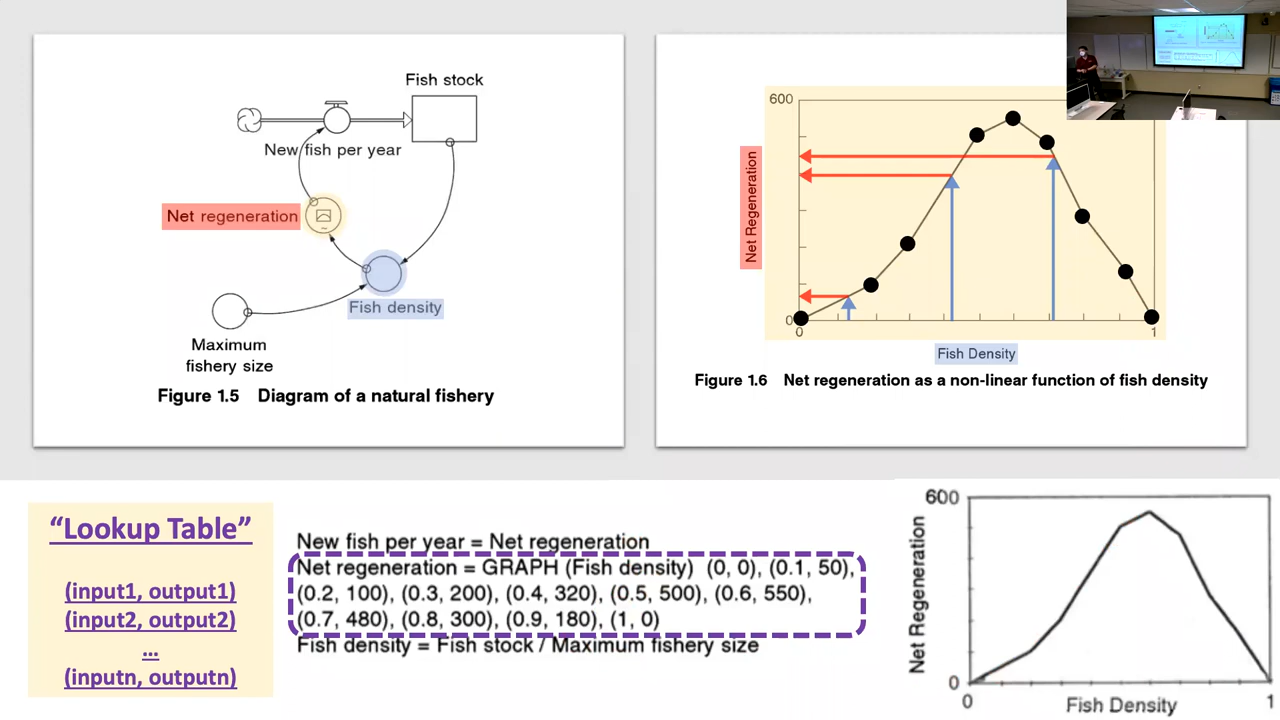 Fish stock
New fish per year
Net regeneration
Fish density
Maximum
fishery size
Figure 1.5 Diagram of a natural fishery
600
Net Regeneration
0
0
1
Fish Density
Figure 1.6 Net regeneration as a non-linear function of fish density
“Lookup Table”
(input1, output1)
(input2, output2)
...
(inputn, outputn)
New fish per year = Net regeneration
Net regeneration = GRAPH (Fish density) (0, 0), (0.1, 50),
(0.2, 100), (0.3, 200), (0.4, 320), (0.5, 500), (0.6, 550),
(0.7, 480), (0.8, 300), (0.9, 180), (1, 0)
Fish density = Fish stock / Maximum fishery size
600
Net Regeneration
0
0
Fish Density
1